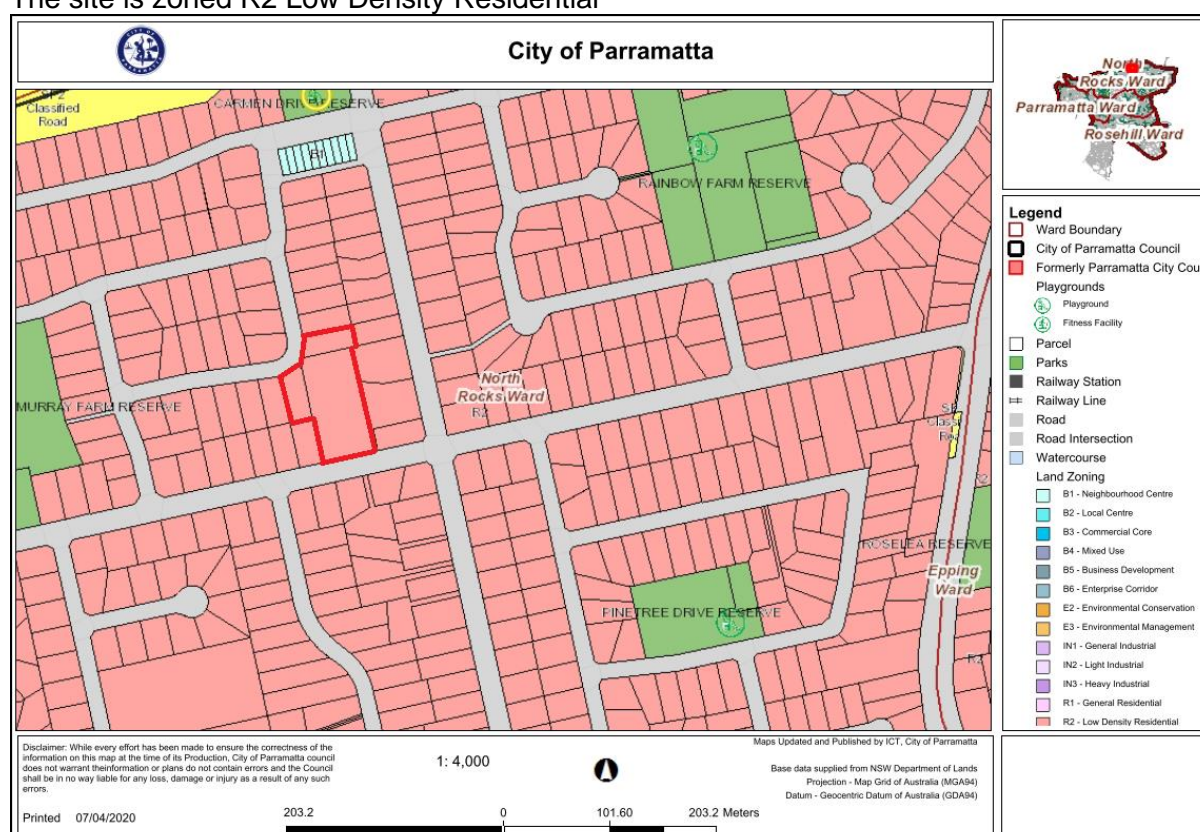 The site is zoned R2 Low Density Residential
CITY OF
PARRAMATTA
City of Parramatta
SP2
Classified
Road
CARMEN DRIVE RESERVE
B1
RAINBOW FARM RESERVE
MURRAY FARM RESERVE
North
Rocks Ward
R2
ROSELEA RESERVE
Epping
Ward
PINETREE DRIVE RESERVE
R2
North
Rocks Ward
Parramatta Ward
Rosehill Ward
Legend
Ward Boundary
City of Parramatta Council
Formerly Parramatta City Cou
Playgrounds
Playground
Fitness Facility
Parcel
Parks
Railway Station
Railway Line
Road
Road Intersection
Watercourse
Land Zoning
B1 - Neighbourhood Centre
B2 - Local Centre
B3 - Commercial Core
B4 - Mixed Use
B5 - Business Development
B6 - Enterprise Corridor
E2 - Environmental Conservation
E3 - Environmental Management
IN1 - General Industrial
IN2 - Light Industrial
IN3 - Heavy Industrial
R1 - General Residential
R2 - Low Density Residential
Disclaimer: While every effort has been made to ensure the correctness of the
information on this map at the time of its Production, City of Parramatta council
does not warrant theinformation or plans do not contain errors and the Council
shall be in no way liable for any loss, damage or injury as a result of any such
errors.
Printed 07/04/2020
1: 4,000
Maps Updated and Published by ICT, City of Parramatta
Base data supplied from NSW Department of Lands
Projection - Map Grid of Australia (MGA94)
Datum - Geocentric Datum of Australia (GDA94)
203.2 0 101.60 203.2 Meters